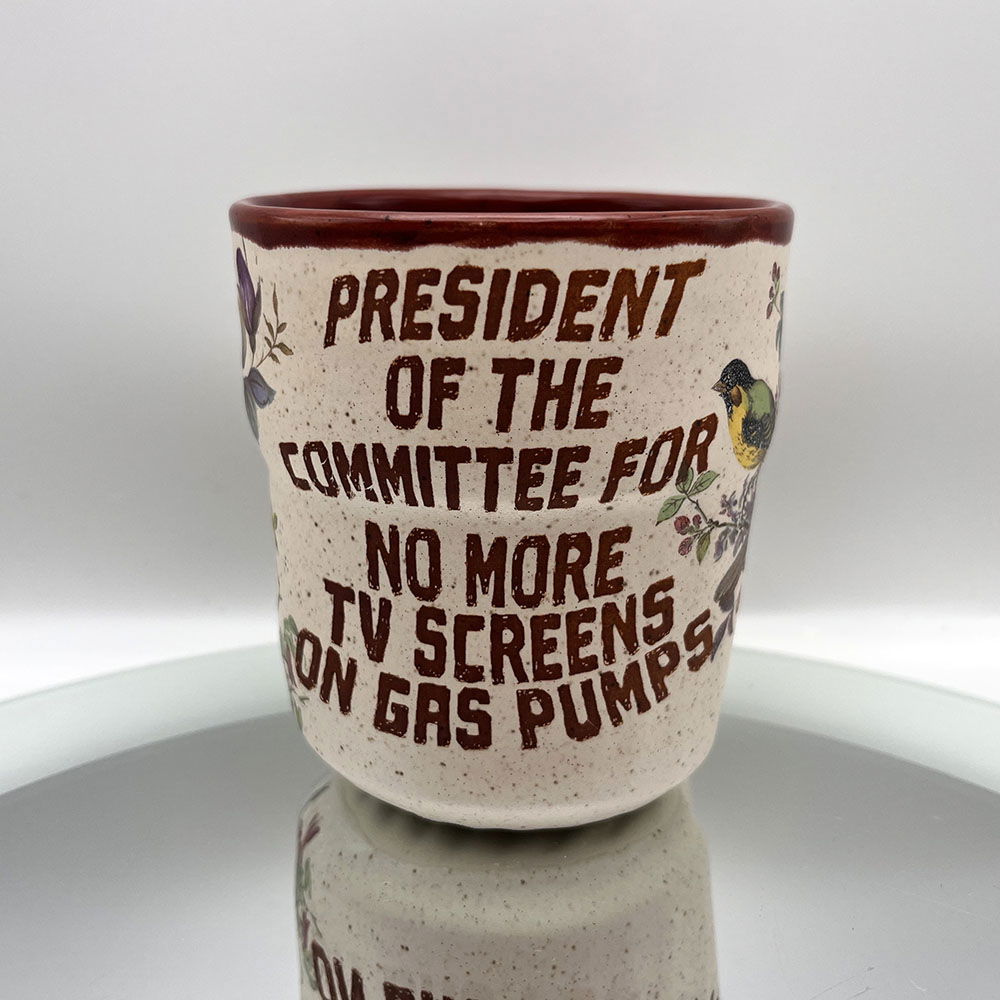 PRESIDENT
OF THE
COMMITTEE FOR
NO MORE
TV SCREENS
ON GAS PUMPS